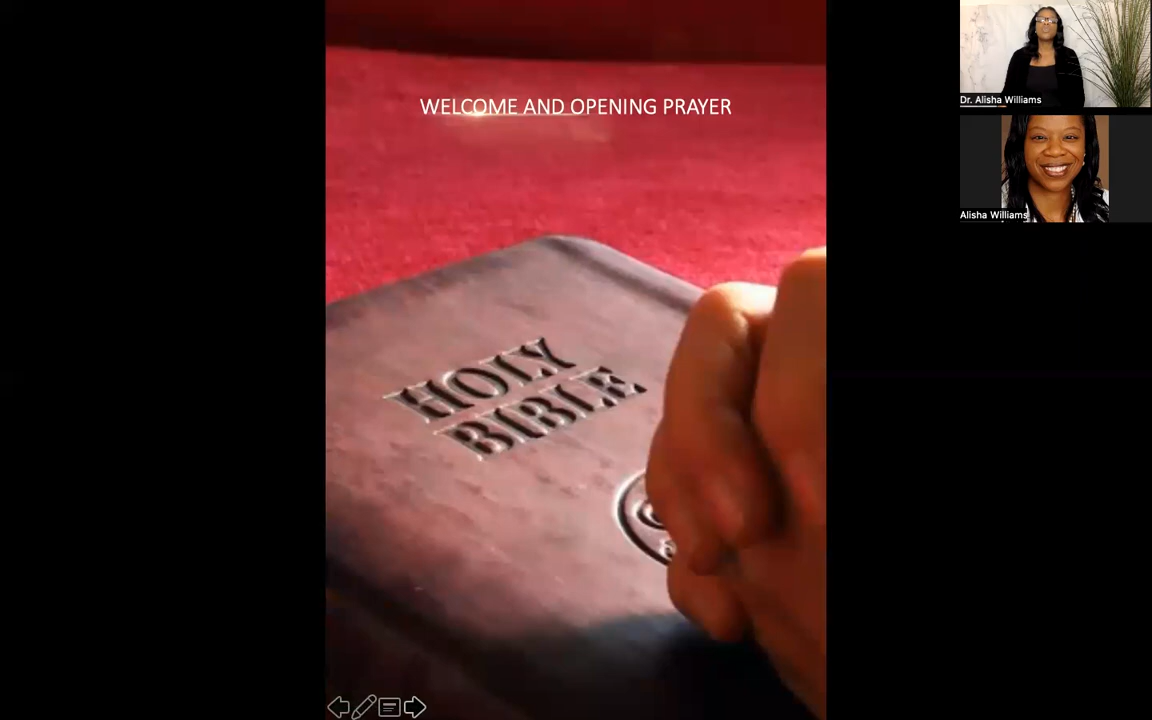 WELCOME AND OPENING PRAYER
HOLY
BIBLE
Dr. Alisha Williams
Alisha Williams